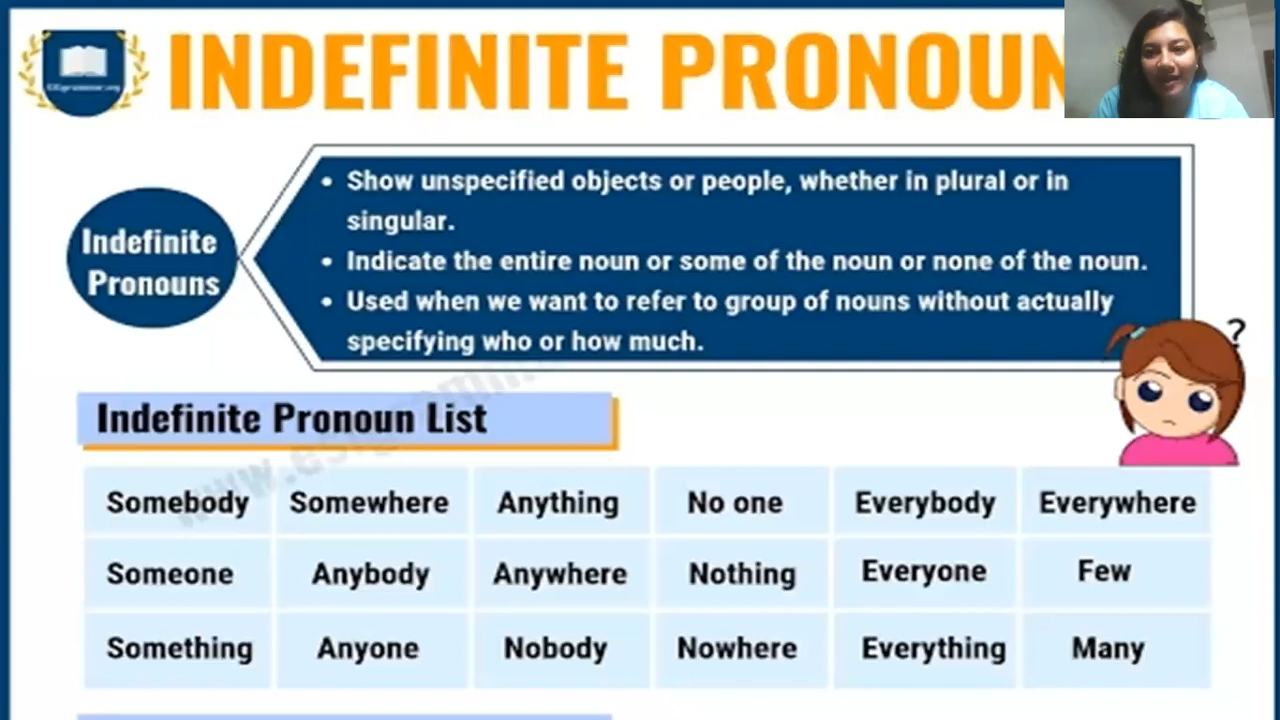 INDEFINITE PRONOUN
Indefinite
Pronouns
• Show unspecified objects or people, whether in plural or in
singular.
• Indicate the entire noun or some of the noun or none of the noun.
• Used when we want to refer to group of nouns without actually
specifying who or how much.
?
Indefinite Pronoun List
Somebody Somewhere Anything No one Everybody Everywhere
Someone Anybody Anywhere Nothing Everyone Few
Something Anyone Nobody Nowhere Everything Many